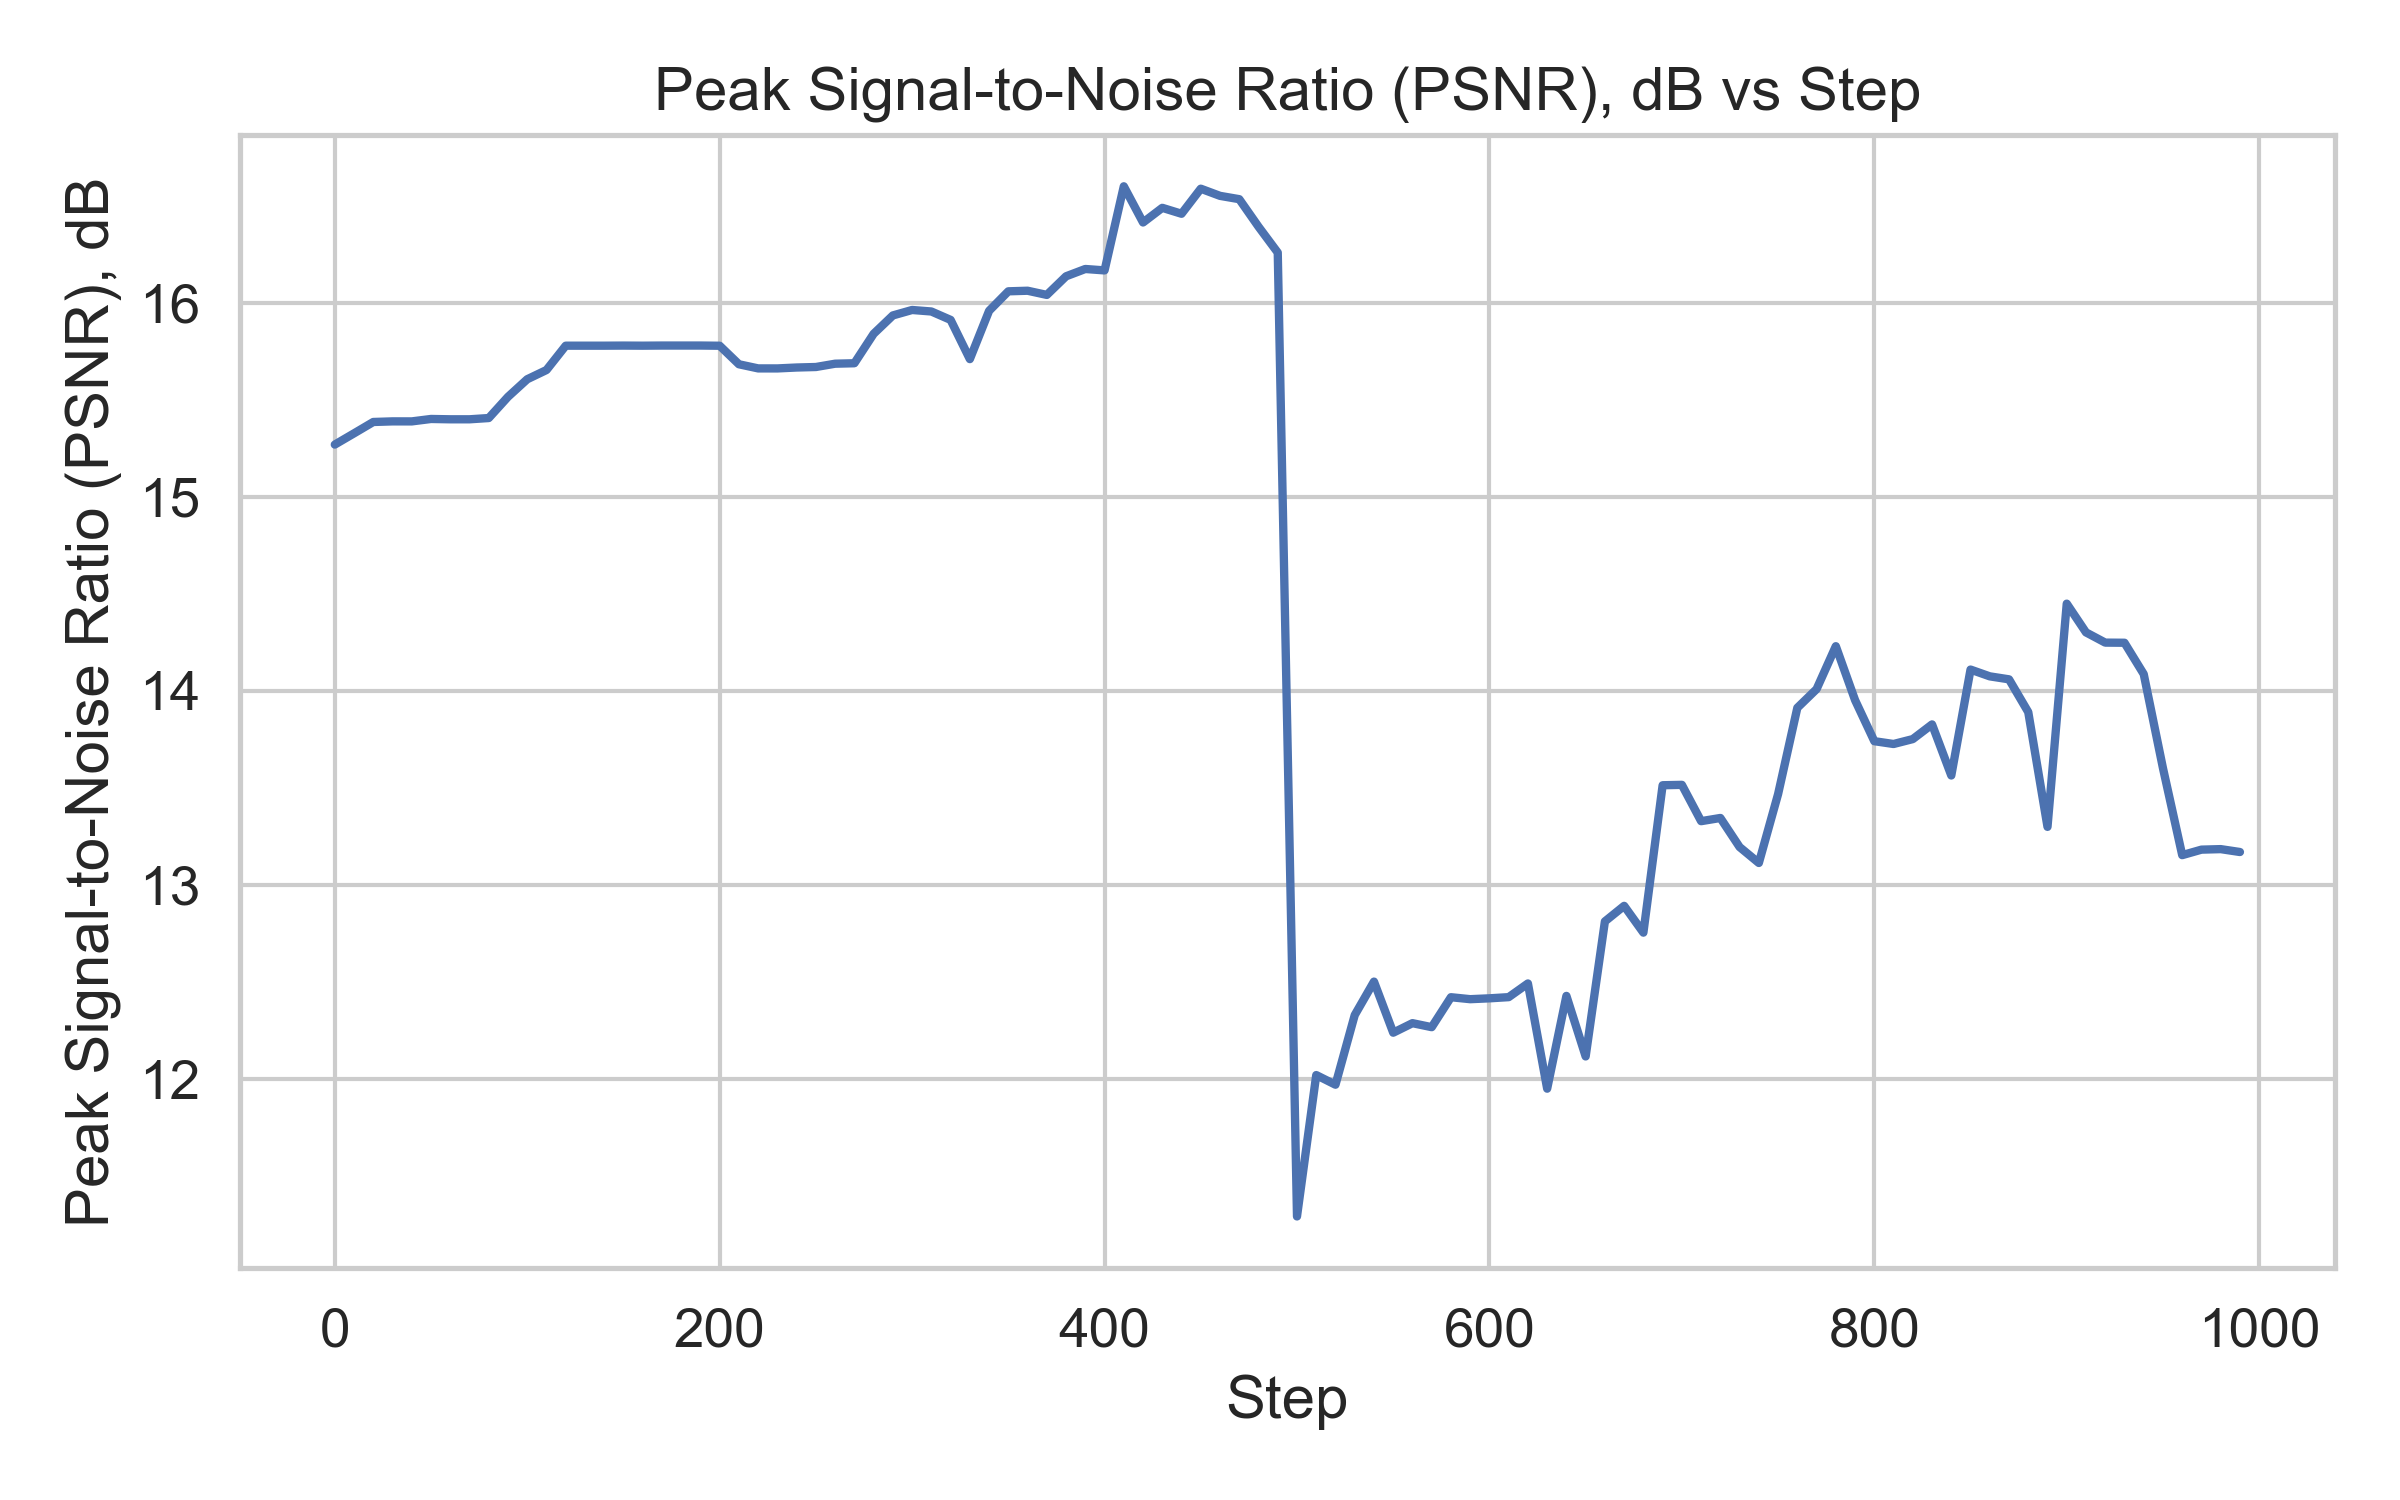 Peak Signal-to-Noise Ratio (PSNR), dB vs Step
Peak Signal-to-Noise Ratio (PSNR), dB
16
15
14
13
12
0 200 400 600 800 1000
Step